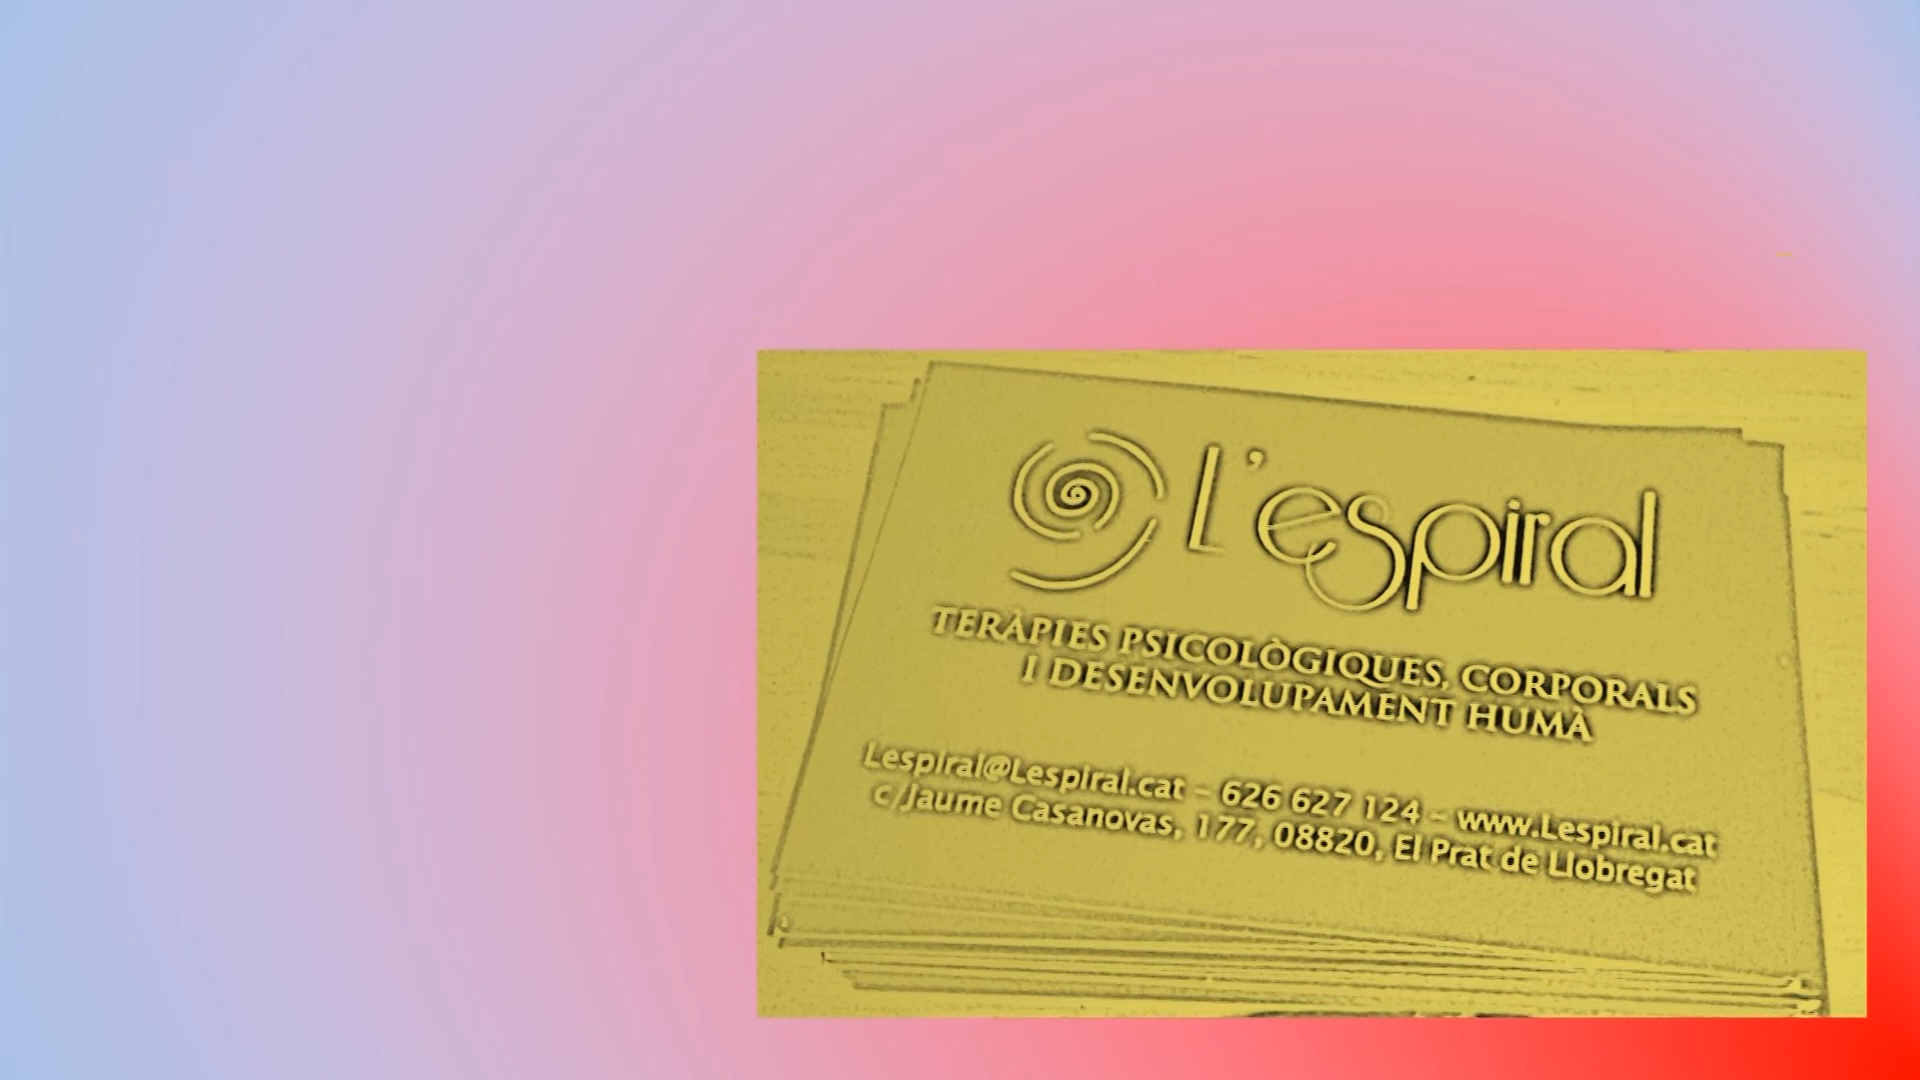 L'espiral
TERÀPIES PSICOLÒGIQUES, CORPORALS
I DESENVOLUPAMENT HUMÀ
Lespiral@Lespiral.cat – 626 627 124 – www.Lespiral.cat
c/Jaume Casanovas, 177, 08820, El Prat de Llobregat